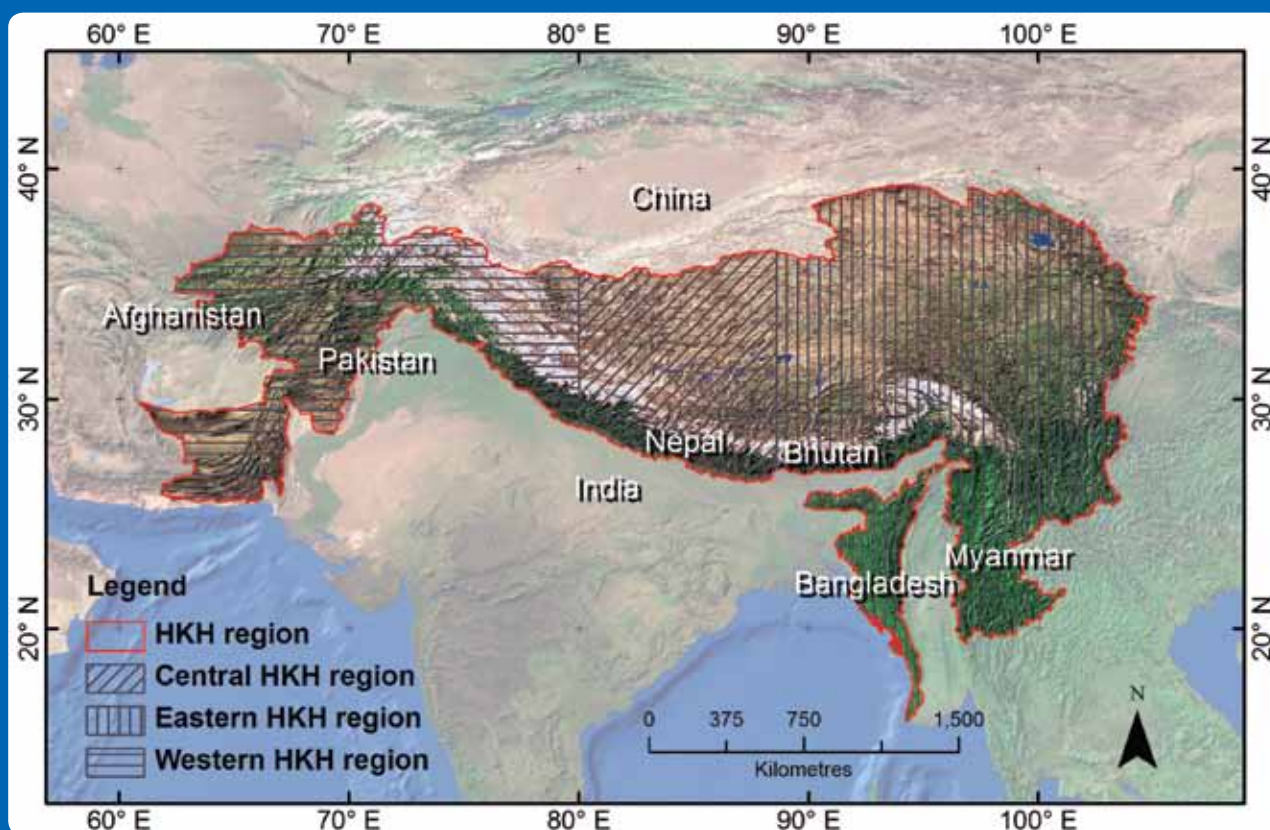 60° E 70° E 80° E 90° E 100° E
40° N 40° N
China
Afghanistan
Pakistan
30° N 30° N
Nepal
Bhutan
India
Myanmar
Bangladesh
Legend
20° N 20° N
HKH region
Central HKH region
Eastern HKH region
Western HKH region
N
0 375 750 1,500
Kilometres
60° E 70° E 80° E 90° E 100° E